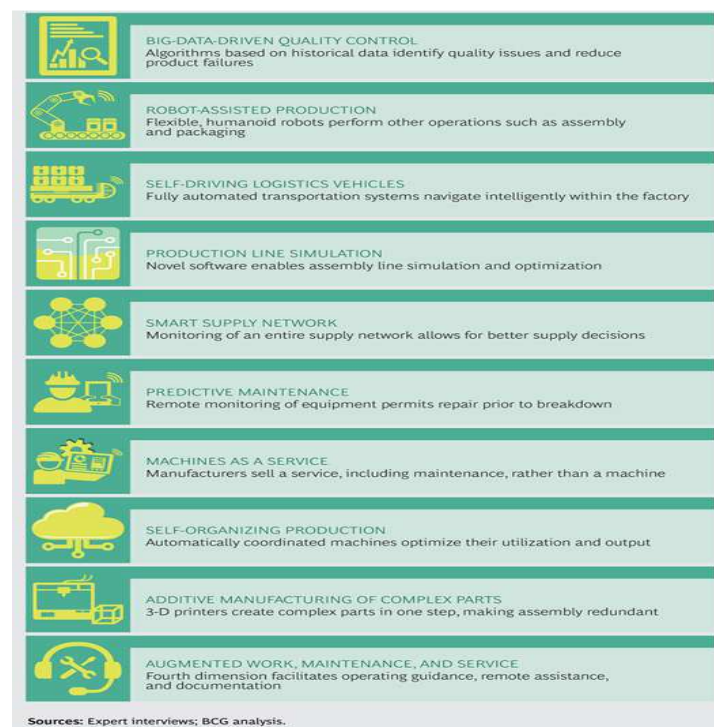 BIG-DATA-DRIVEN QUALITY CONTROL
Algorithms based on historical data identify quality issues and reduce
product failures
ROBOT-ASSISTED PRODUCTION
Flexible, humanoid robots perform other operations such as assembly
and packaging
SELF-DRIVING LOGISTICS VEHICLES
Fully automated transportation systems navigate intelligently within the factory
PRODUCTION LINE SIMULATION
Novel software enables assembly line simulation and optimization
SMART SUPPLY NETWORK
Monitoring of an entire supply network allows for better supply decisions
PREDICTIVE MAINTENANCE
Remote monitoring of equipment permits repair prior to breakdown
MACHINES AS A SERVICE
Manufacturers sell a service, including maintenance, rather than a machine
SELF-ORGANIZING PRODUCTION
Automatically coordinated machines optimize their utilization and output
ADDITIVE MANUFACTURING OF COMPLEX PARTS
3-D printers create complex parts in one step, making assembly redundant
AUGMENTED WORK, MAINTENANCE, AND SERVICE
Fourth dimension facilitates operating guidance, remote assistance,
and documentation
Sources: Expert interviews; BCG analysis.